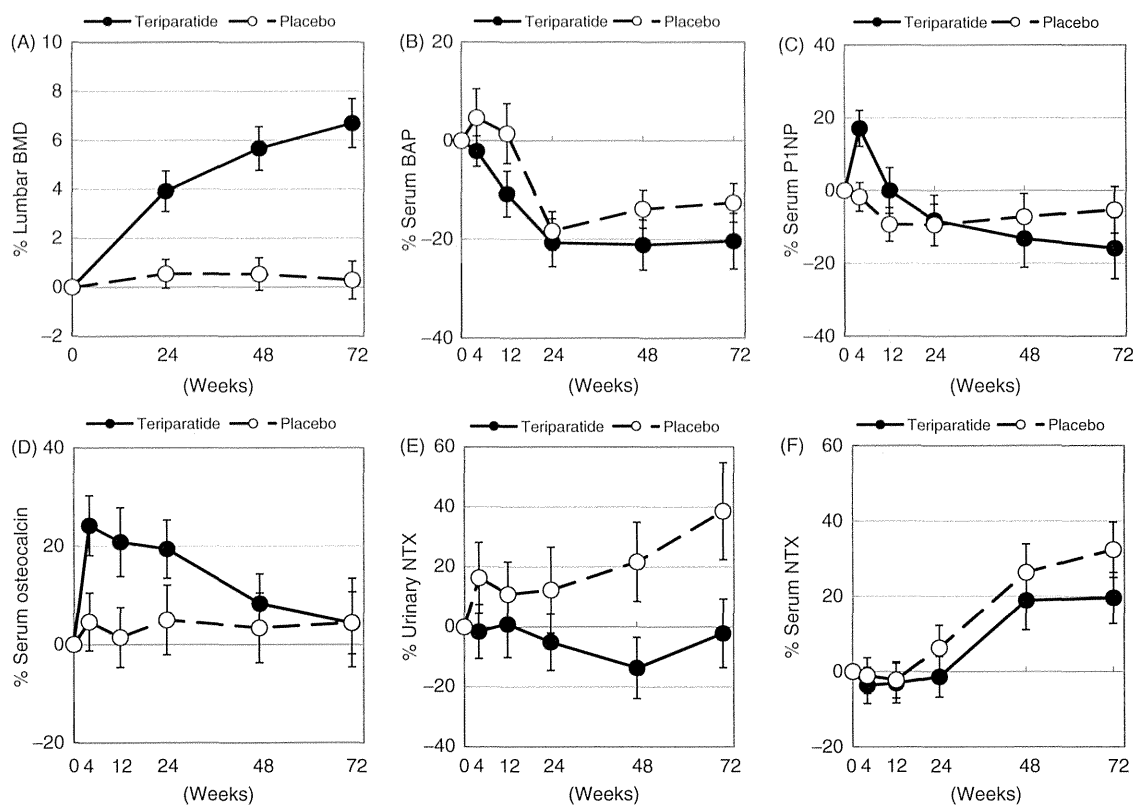 Teriparatide Placebo
(A)
10
8
6
4
2
0
−2
% Lumbar BMD
0 24 48 72
(Weeks)
Teriparatide Placebo
(B)
20
0
−20
−40
% Serum BAP
0 4 12 24 48 72
(Weeks)
Teriparatide Placebo
(C)
40
20
0
−20
−40
% Serum P1NP
0 4 12 24 48 72
(Weeks)
Teriparatide Placebo
(D)
40
20
0
−20
% Serum osteocalcin
0 4 12 24 48 72
(Weeks)
Teriparatide Placebo
(E)
60
40
20
0
−20
−40
% Urinary NTX
0 4 12 24 48 72
(Weeks)
Teriparatide Placebo
(F)
60
40
20
0
−20
% Serum NTX
0 4 12 24 48 72
(Weeks)